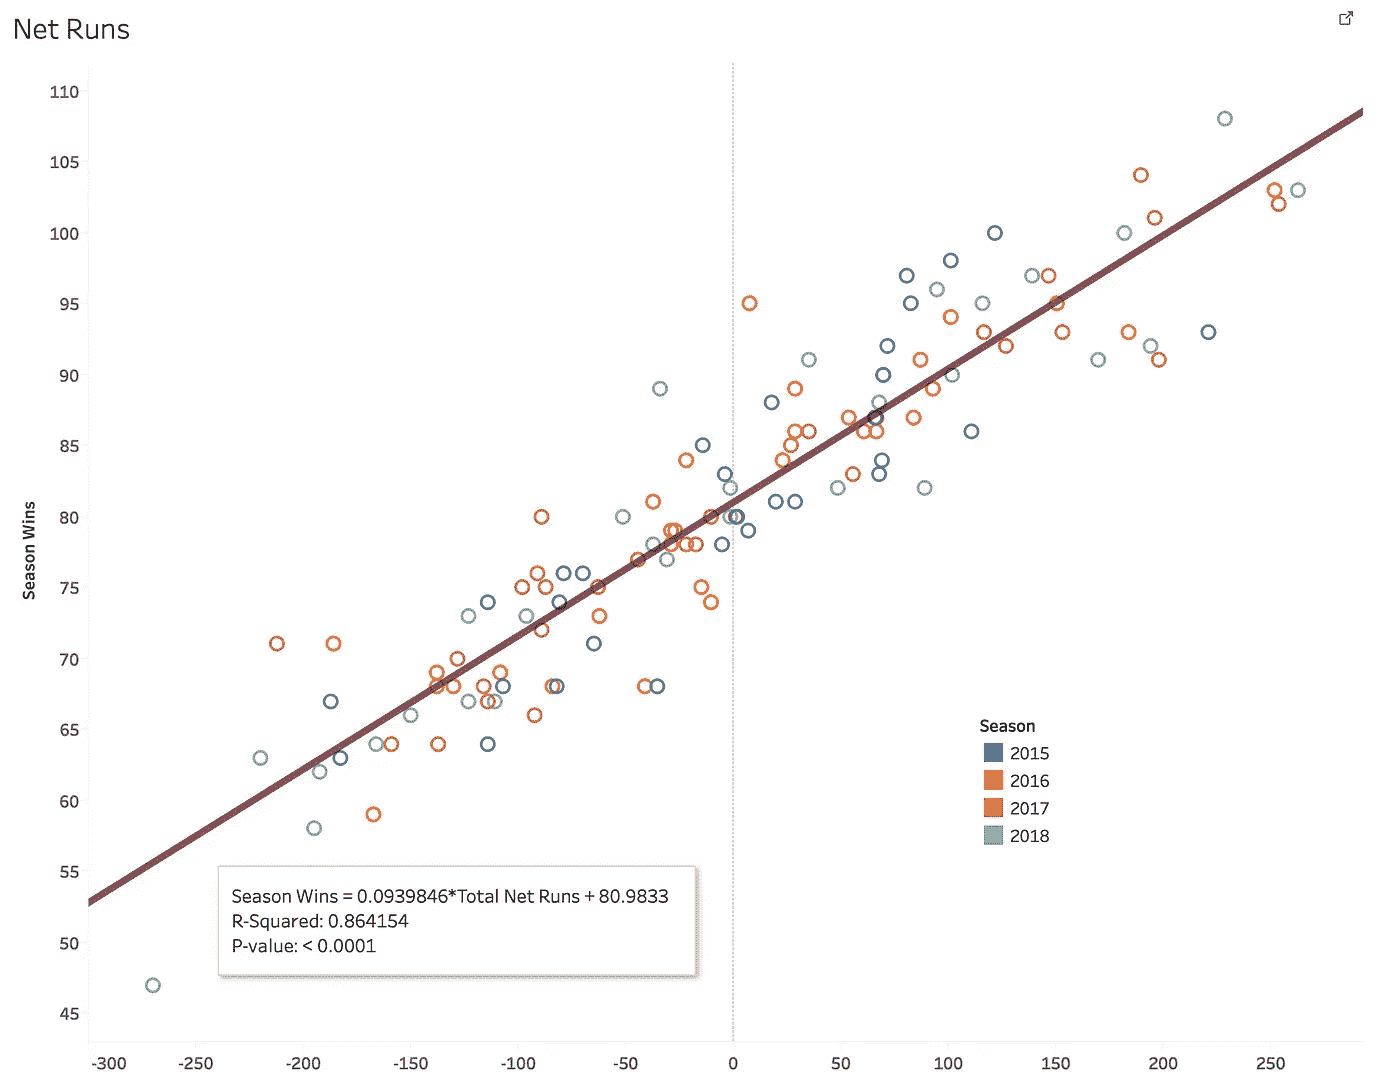 Net Runs
110
105
100
95
90
85
80
75
70
65
60
55
50
45
Season Wins
Season
2015
2016
2017
2018
Season Wins = 0.0939846*Total Net Runs + 80.9833
R-Squared: 0.864154
P-value: < 0.0001
-300 -250 -200 -150 -100 -50 0 50 100 150 200 250